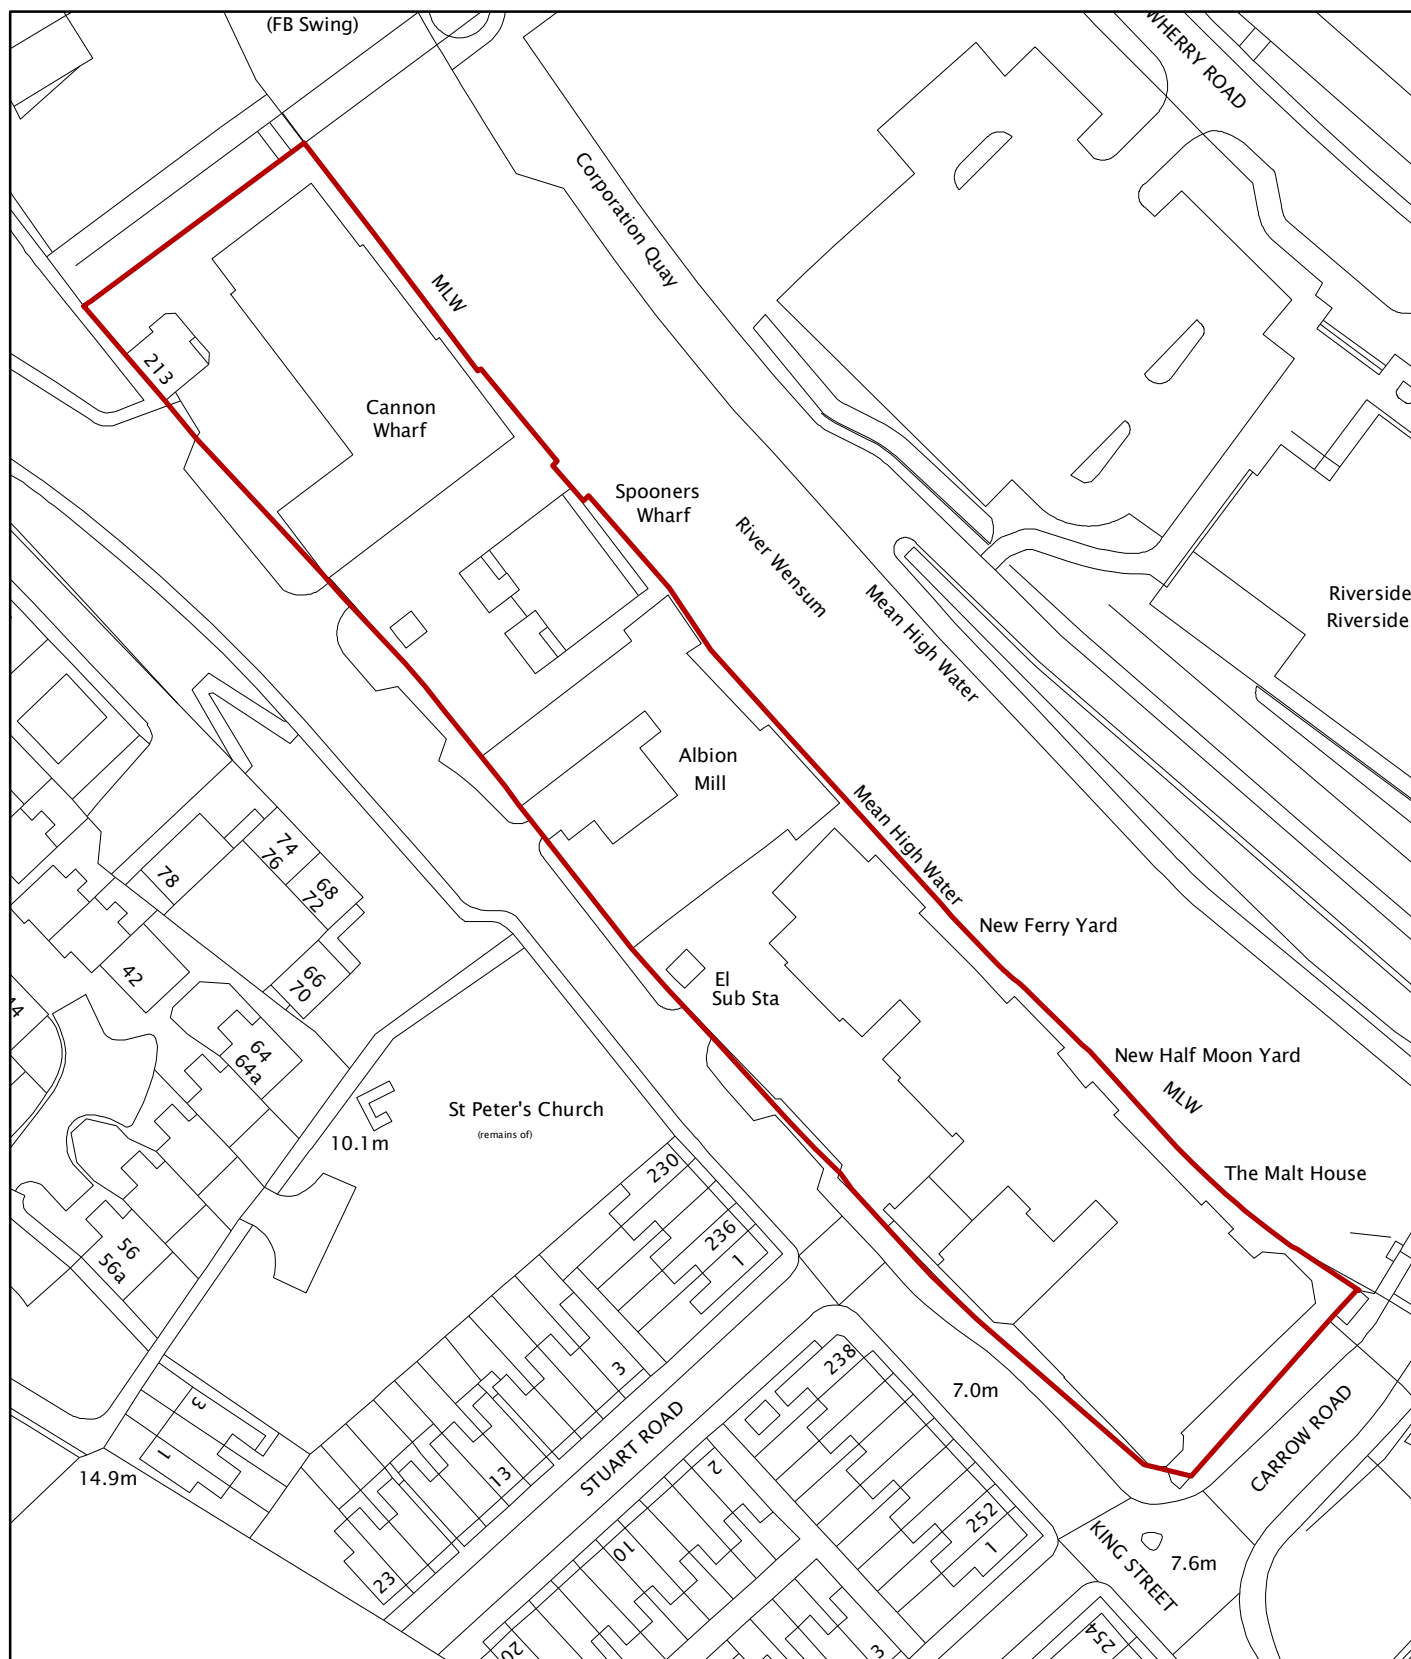 (FB Swing)
WHERRY ROAD
Corporation Quay
MLW
213
Cannon
Wharf
Spooners
Wharf
River Wensum
Mean High Water
Riverside
Riverside
Albion
Mill
Mean High Water
New Ferry Yard
El
Sub Sta
74
76
78
68
72
66
70
42
44
64
64a
St Peter's Church
(remains of)
10.1m
New Half Moon Yard
MLW
The Malt House
230
236
1
56
56a
3
238
7.0m
STUART ROAD
CARROW ROAD
3
1
13
2
14.9m
23
10
252
1
KING STREET
7.6m
20
3
254